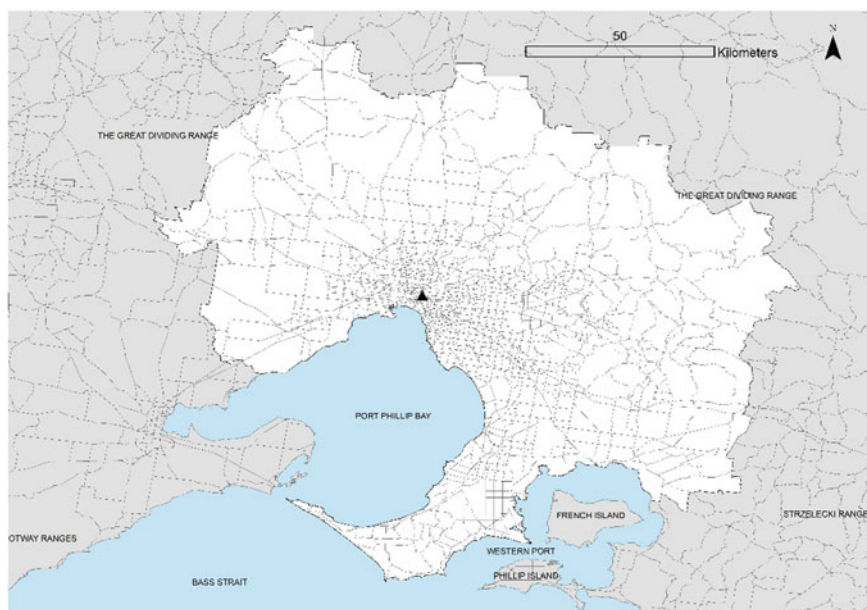 50
Kilometers
N
THE GREAT DIVIDING RANGE
THE GREAT DIVIDING RANGE
PORT PHILLIP BAY
FRENCH ISLAND
STRZELECKI RANGE
OTWAY RANGES
WESTERN PORT
PHILLIP ISLAND
BASS STRAIT